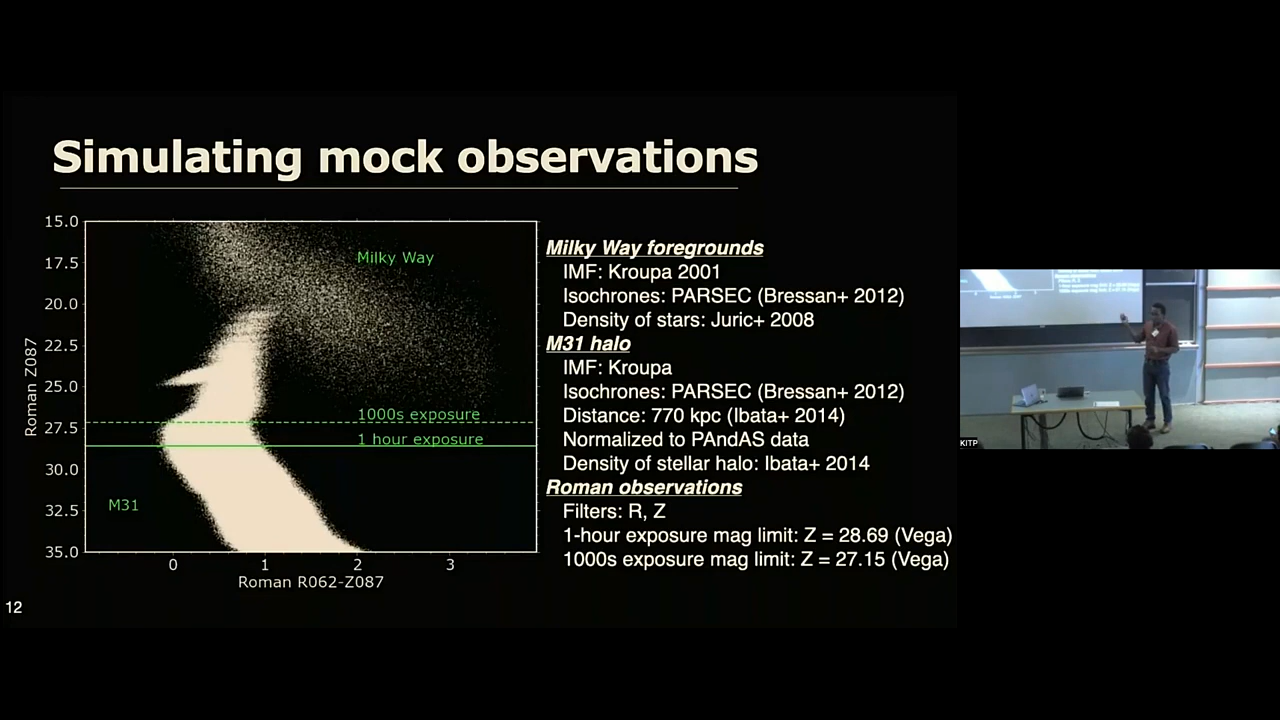 Simulating mock observations
15.0
17.5
20.0
22.5
25.0
27.5
30.0
32.5
35.0
Roman Z087
Milky Way
1000s exposure
1 hour exposure
M31
0
1
2
3
Roman R062-Z087
Milky Way foregrounds
IMF: Kroupa 2001
Isochrones: PARSEC (Bressan+ 2012)
Density of stars: Juric+ 2008
M31 halo
IMF: Kroupa
Isochrones: PARSEC (Bressan+ 2012)
Distance: 770 kpc (Ibata+ 2014)
Normalized to PAndAS data
Density of stellar halo: Ibata+ 2014
Roman observations
Filters: R, Z
1-hour exposure mag limit: Z = 28.69 (Vega)
1000s exposure mag limit: Z = 27.15 (Vega)
12
KITP